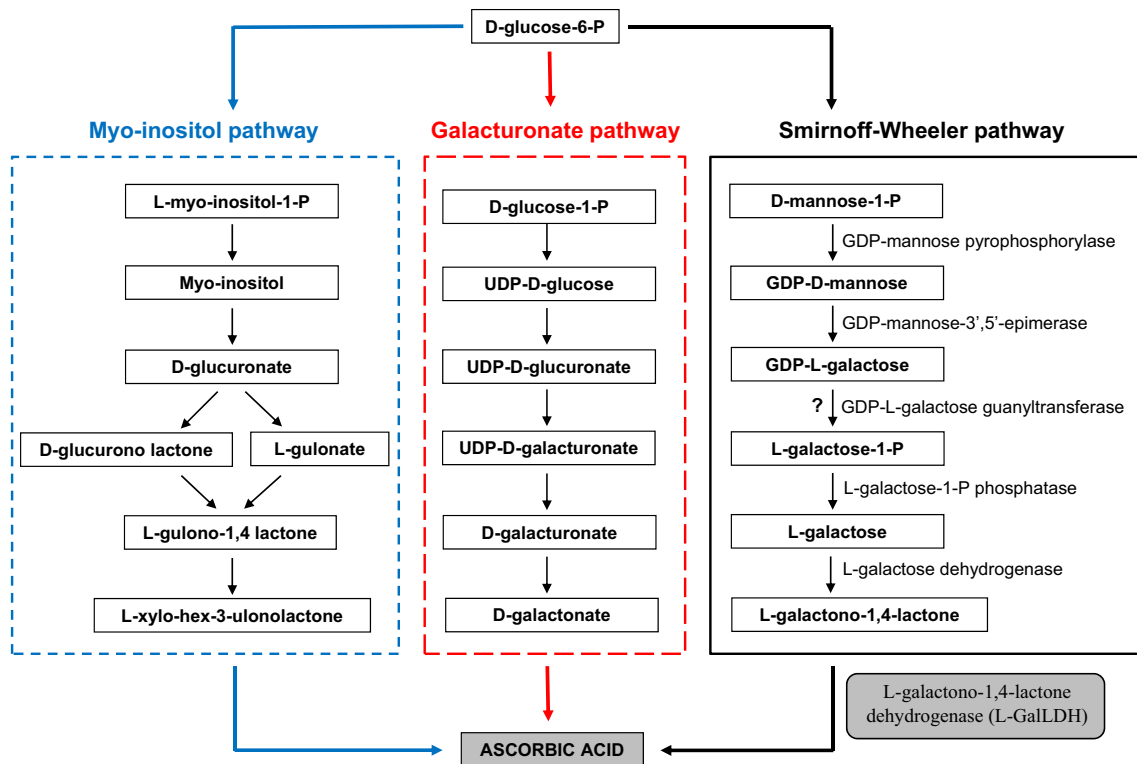 D-glucose-6-P
Myo-inositol pathway
L-myo-inositol-1-P
Myo-inositol
D-glucuronate
D-glucurono lactone
L-gulonate
L-gulono-1,4 lactone
L-xylo-hex-3-ulonolactone
Galacturonate pathway
D-glucose-1-P
UDP-D-glucose
UDP-D-glucuronate
UDP-D-galacturonate
D-galacturonate
D-galactonate
Smirnoff-Wheeler pathway
D-mannose-1-P
GDP-mannose pyrophosphorylase
GDP-D-mannose
GDP-mannose-3’,5’-epimerase
GDP-L-galactose
? GDP-L-galactose guanyltransferase
L-galactose-1-P
L-galactose-1-P phosphatase
L-galactose
L-galactose dehydrogenase
L-galactono-1,4-lactone
L-galactono-1,4-lactone
dehydrogenase (L-GalLDH)
ASCORBIC ACID